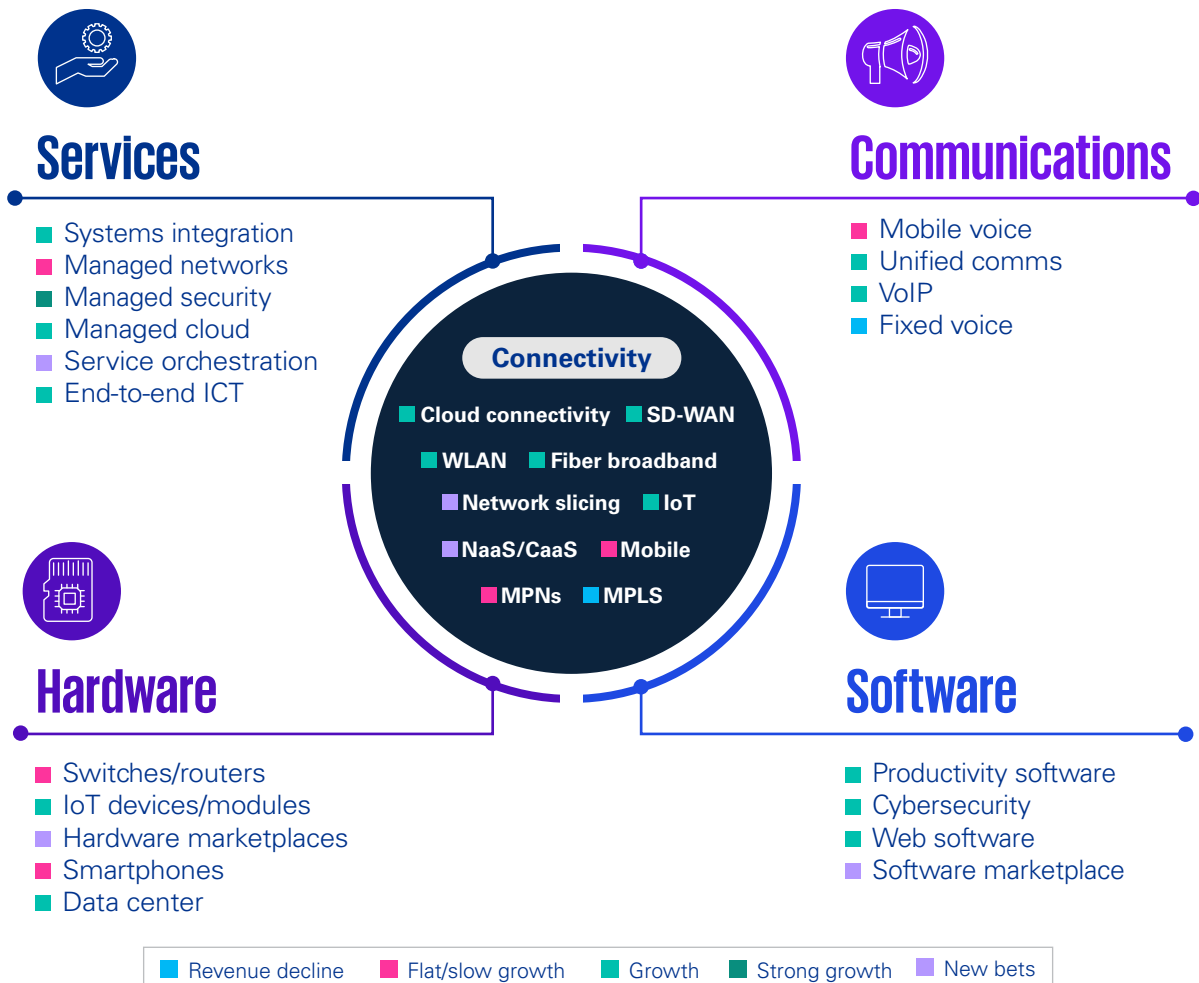 Services
Systems integration
Managed networks
Managed security
Managed cloud
Service orchestration
End-to-end ICT
Communications
Mobile voice
Unified comms
VoIP
Fixed voice
Connectivity
Cloud connectivity SD-WAN
WLAN Fiber broadband
Network slicing IoT
NaaS/CaaS Mobile
MPNs MPLS
Hardware
Switches/routers
IoT devices/modules
Hardware marketplaces
Smartphones
Data center
Software
Productivity software
Cybersecurity
Web software
Software marketplace
Revenue decline Flat/slow growth Growth Strong growth New bets